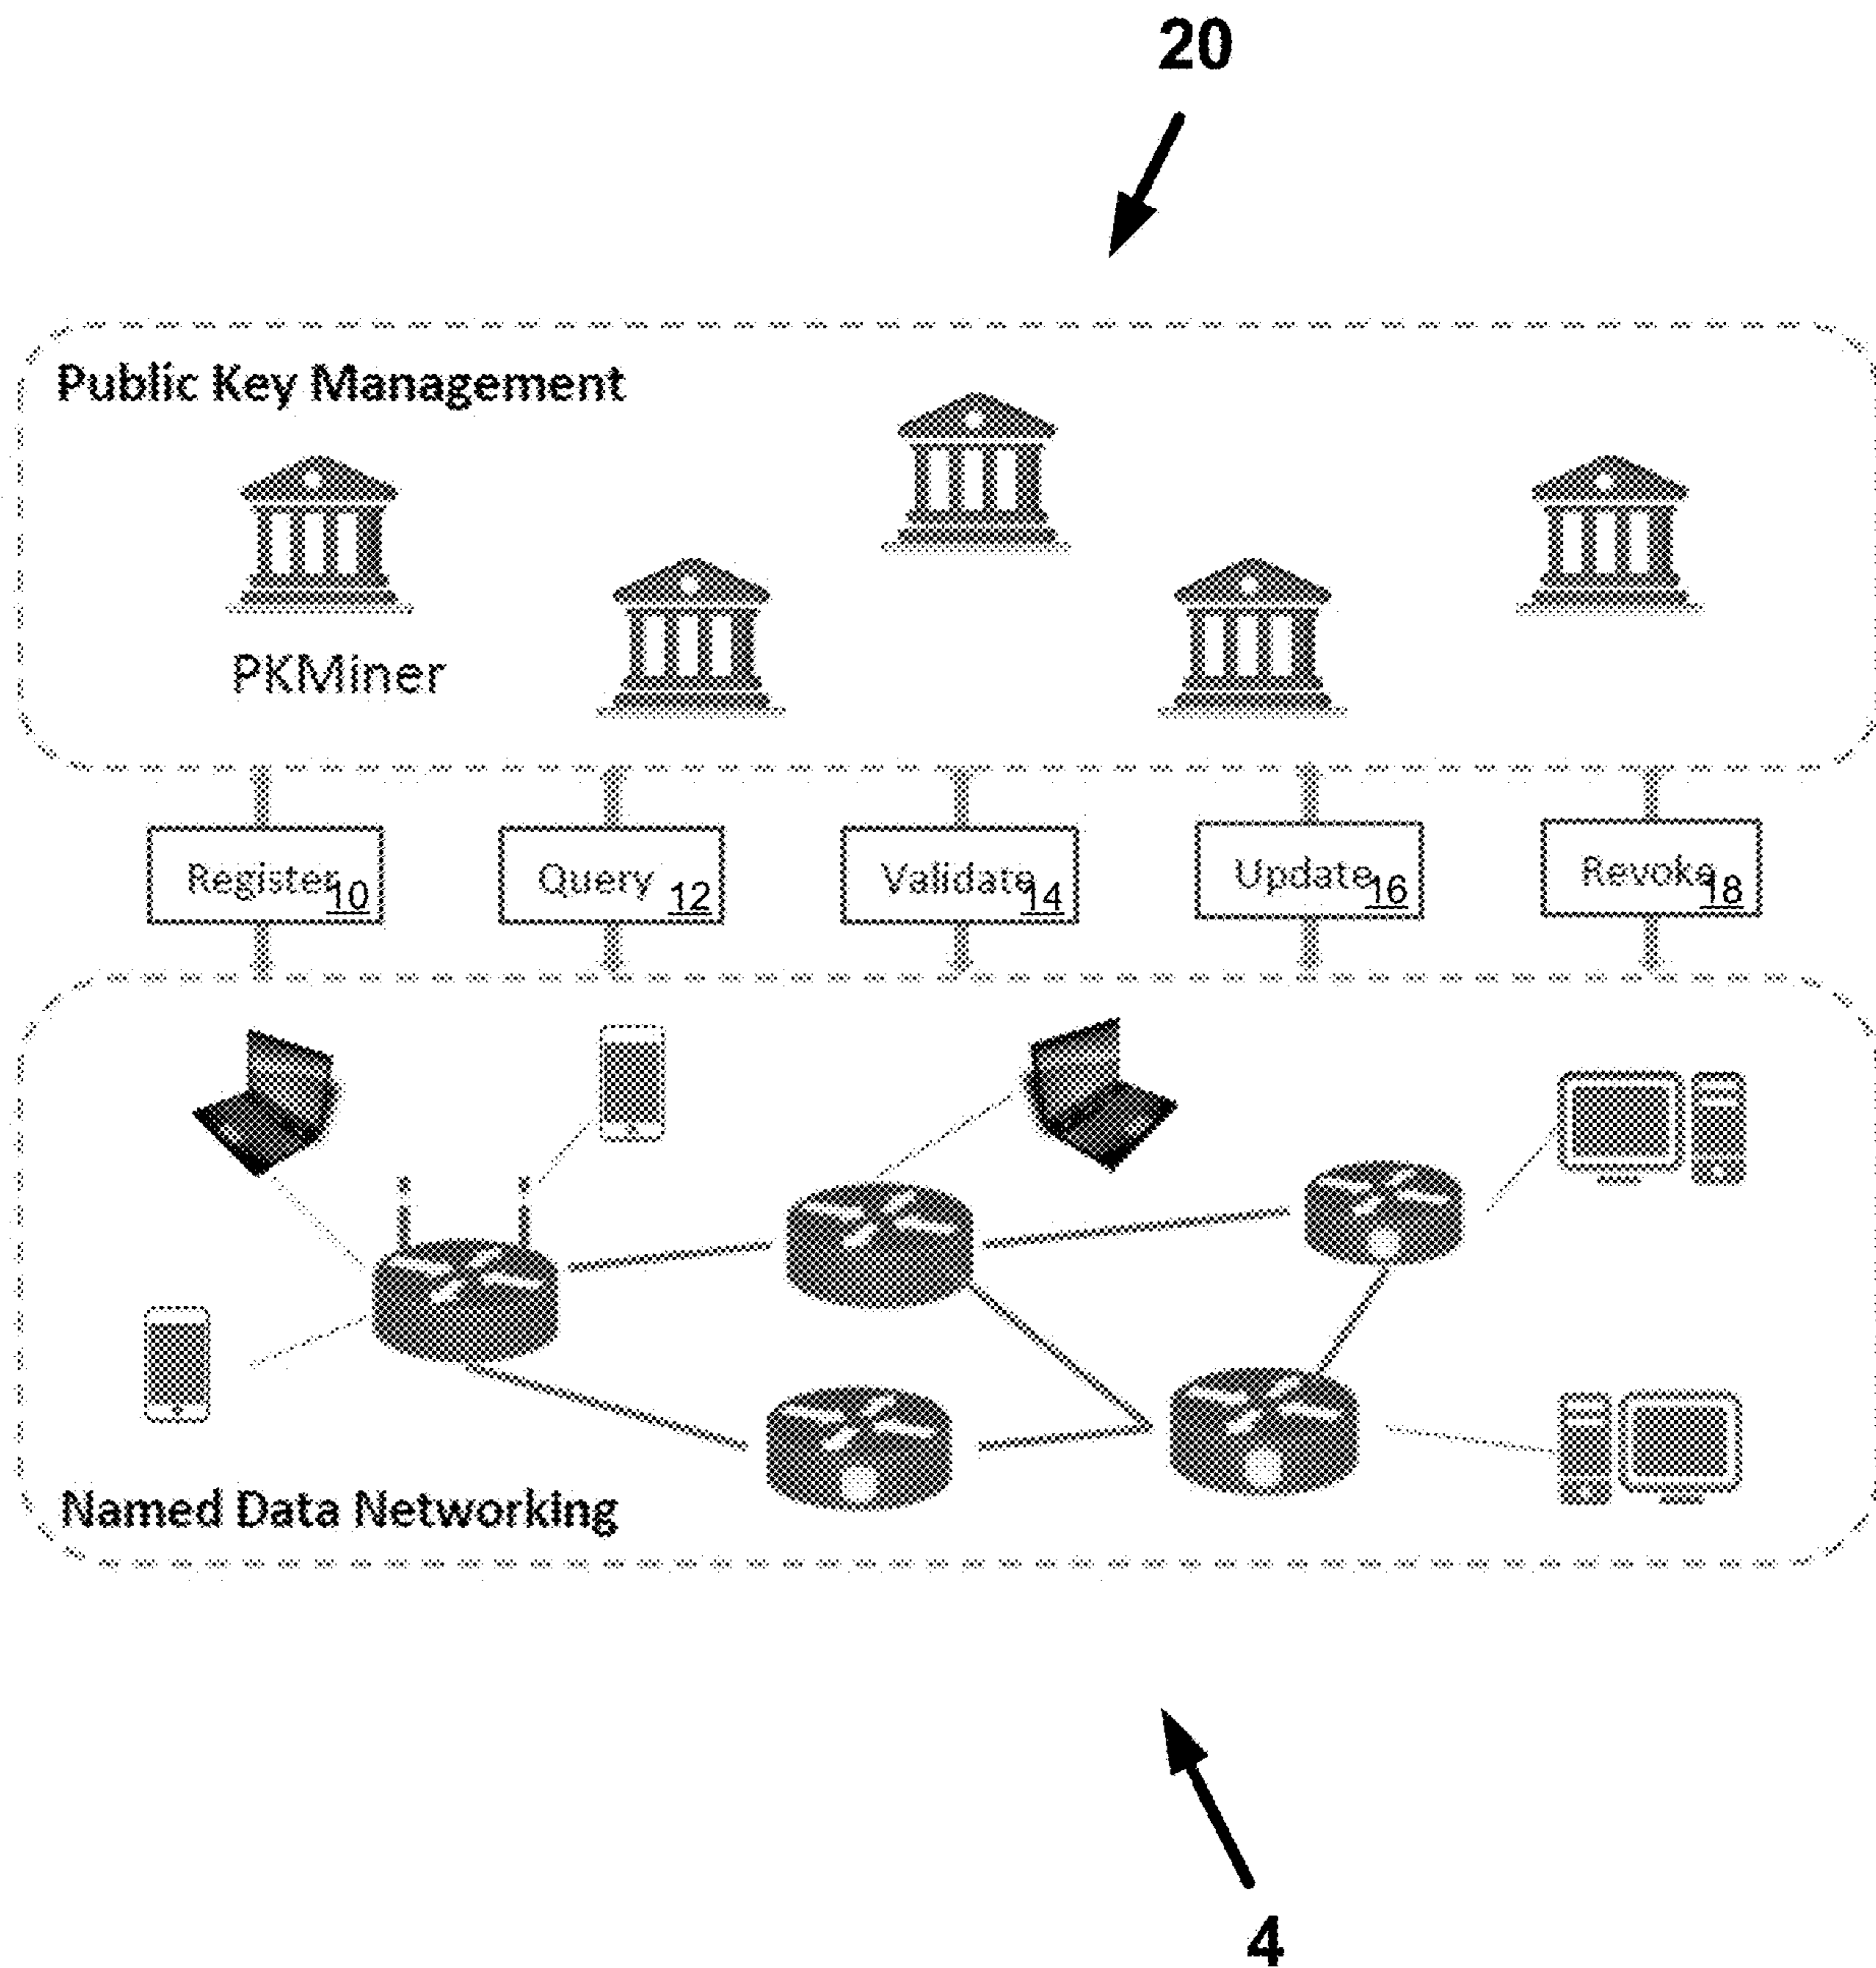 20
Public Key Management
PKMiner
Register 10
Query 12
Validate 14
Update 16
Revoke 18
Named Data Networking
4